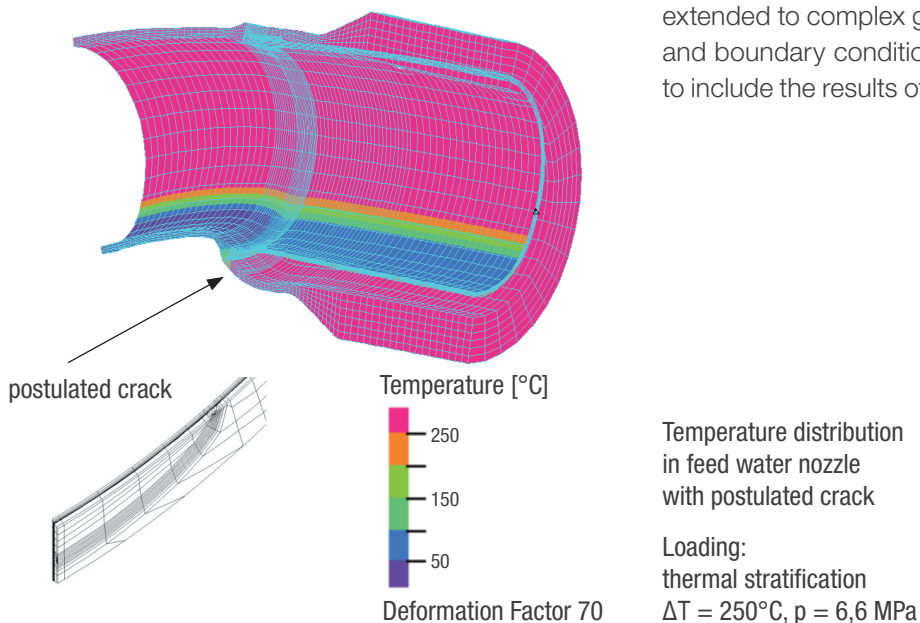 extended to complex g
and boundary conditio
to include the results o
postulated crack
Temperature [°C]
250
150
50
Deformation Factor 70
Temperature distribution
in feed water nozzle
with postulated crack
Loading:
thermal stratification
ΔT = 250°C, p = 6,6 MPa